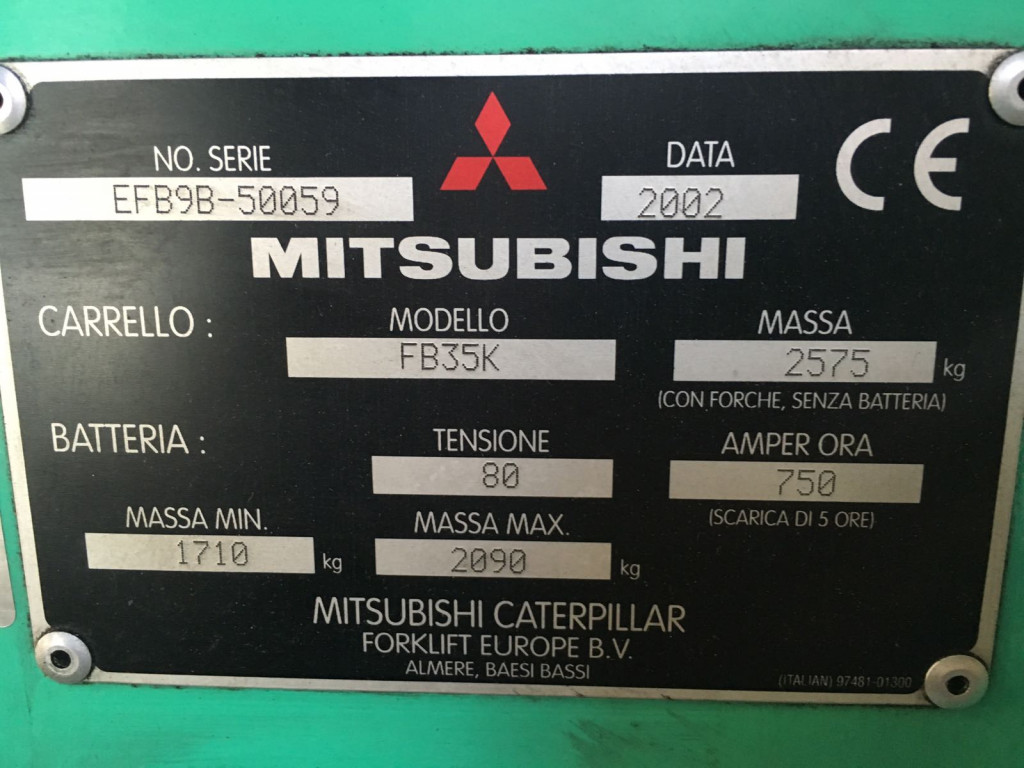 NO. SERIE
EFB9B-50059
DATA
2002
CE
MITSUBISHI
CARRELLO :
MODELLO
FB35K
MASSA
2575 kg
(CON FORCHE, SENZA BATTERIA)
BATTERIA :
TENSIONE
80
AMPER ORA
750
(SCARICA DI 5 ORE)
MASSA MIN.
1710 kg
MASSA MAX.
2090 kg
MITSUBISHI CATERPILLAR
FORKLIFT EUROPE B.V.
ALMERE, BAESI BASSI
(ITALIAN) 97481-01300